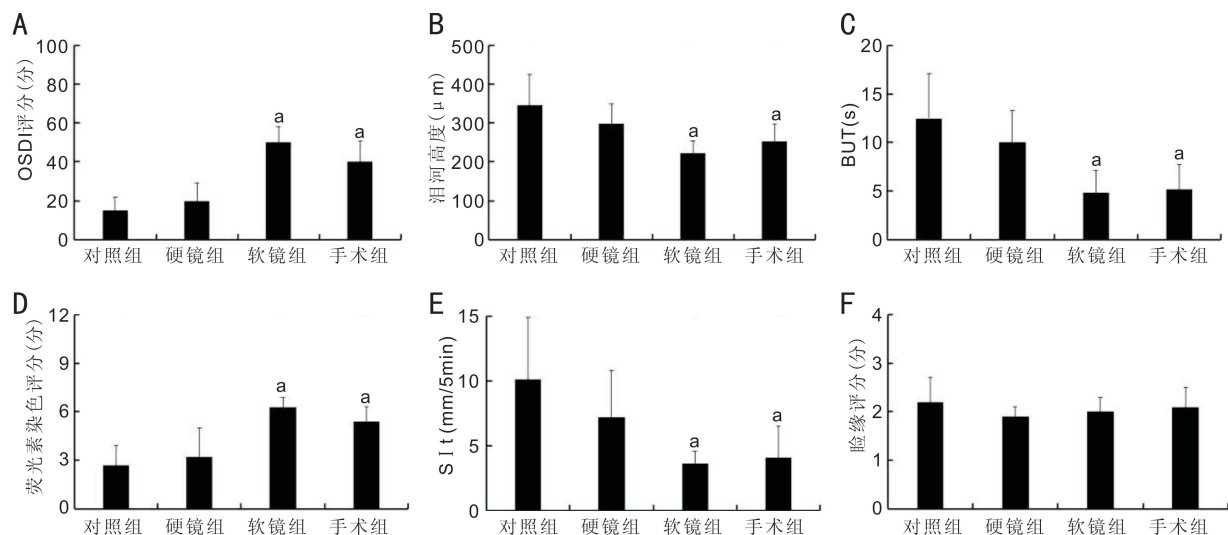 A
OSDI评分(分)
100
80
60
40
20
0
a
a
对照组 硬镜组 软镜组 手术组
B
泪河高度(μm)
500
400
300
200
100
0
a
a
对照组 硬镜组 软镜组 手术组
C
BUT(s)
20
15
10
5
0
a
a
对照组 硬镜组 软镜组 手术组
D
荧光素染色评分(分)
12
9
6
3
0
a
a
对照组 硬镜组 软镜组 手术组
E
SIt(mm/5min)
15
10
5
0
a
a
对照组 硬镜组 软镜组 手术组
F
睑缘评分(分)
4
3
2
1
0
对照组 硬镜组 软镜组 手术组